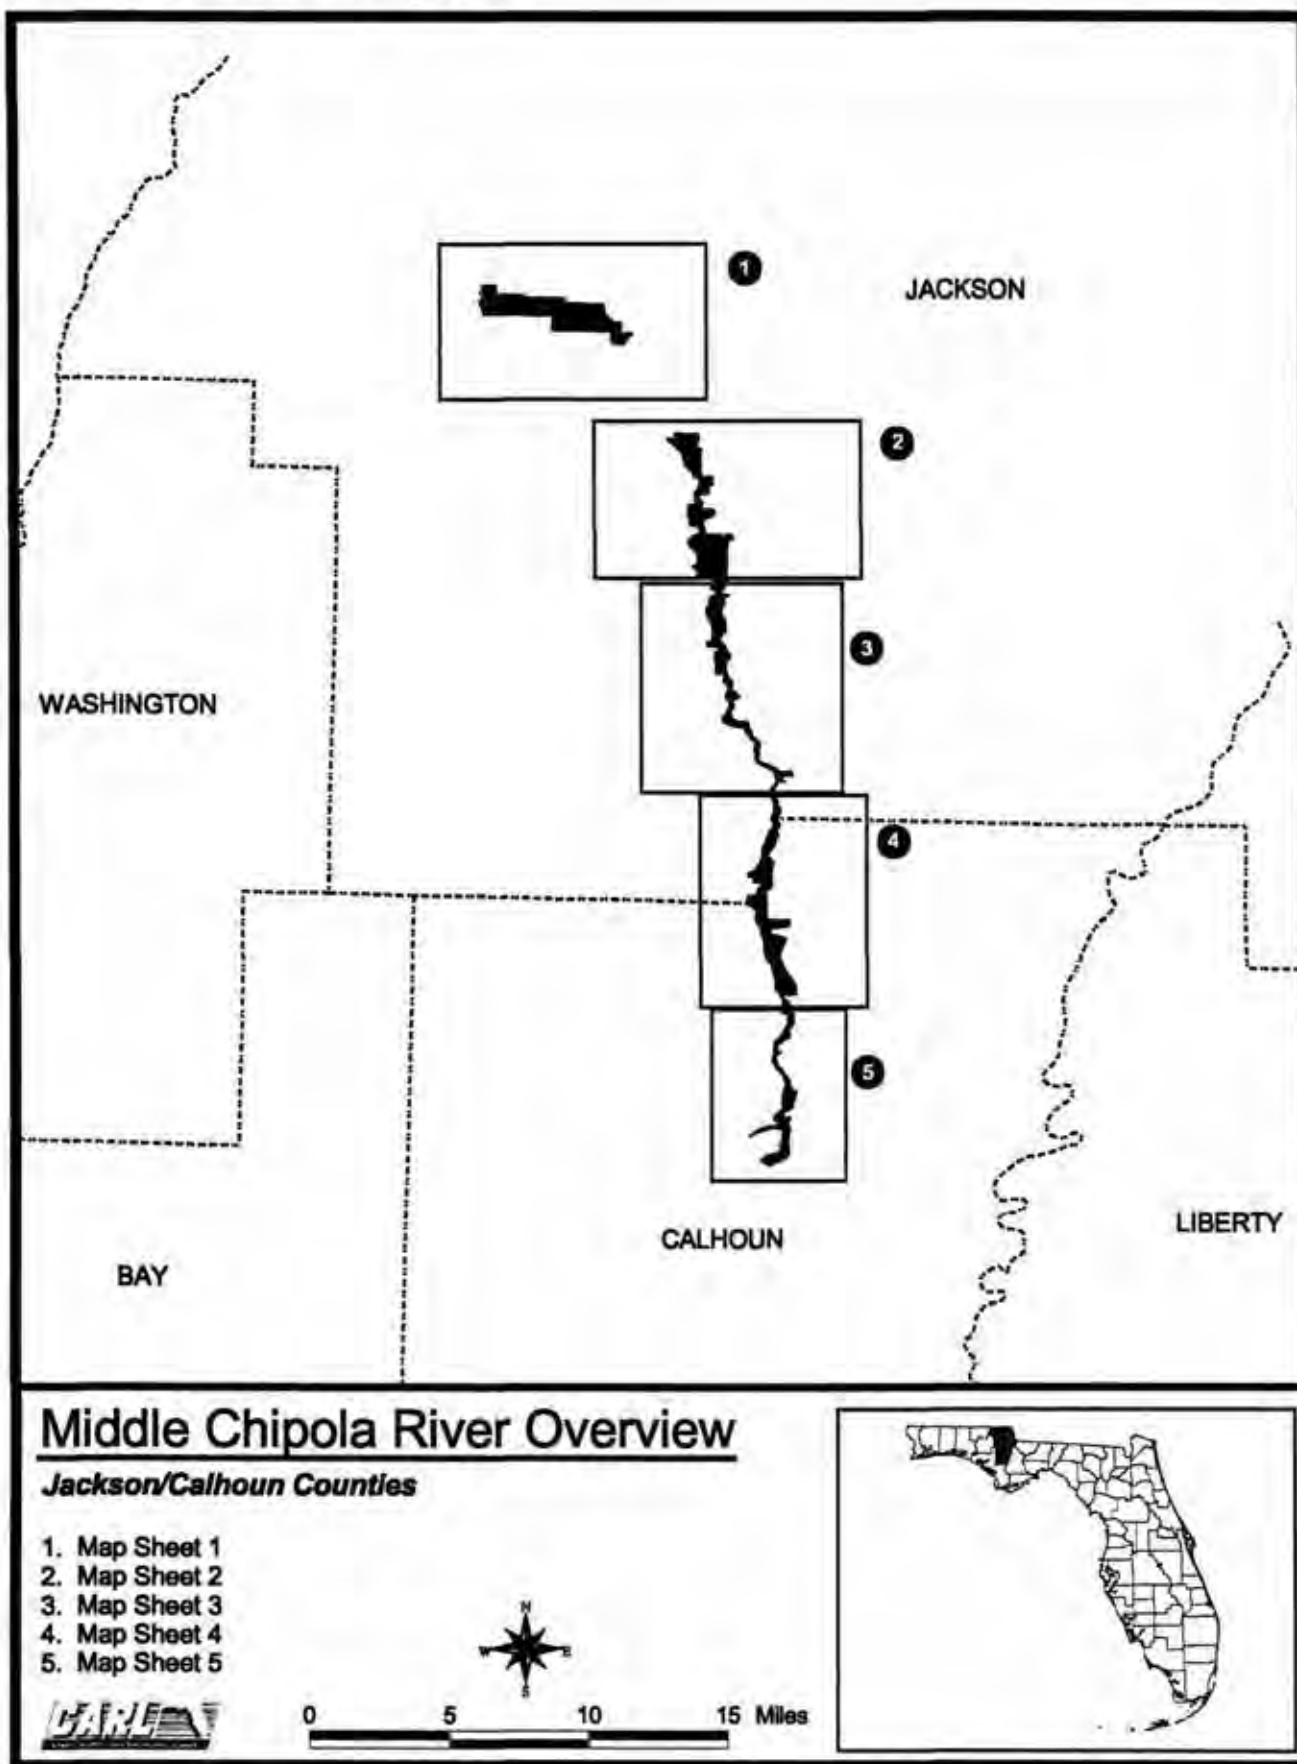 1
JACKSON
2
3
WASHINGTON
4
5
CALHOUN
LIBERTY
BAY
Middle Chipola River Overview
Jackson/Calhoun Counties
1. Map Sheet 1
2. Map Sheet 2
3. Map Sheet 3
4. Map Sheet 4
5. Map Sheet 5
N
W E
S
CARL
0 5 10 15 Miles